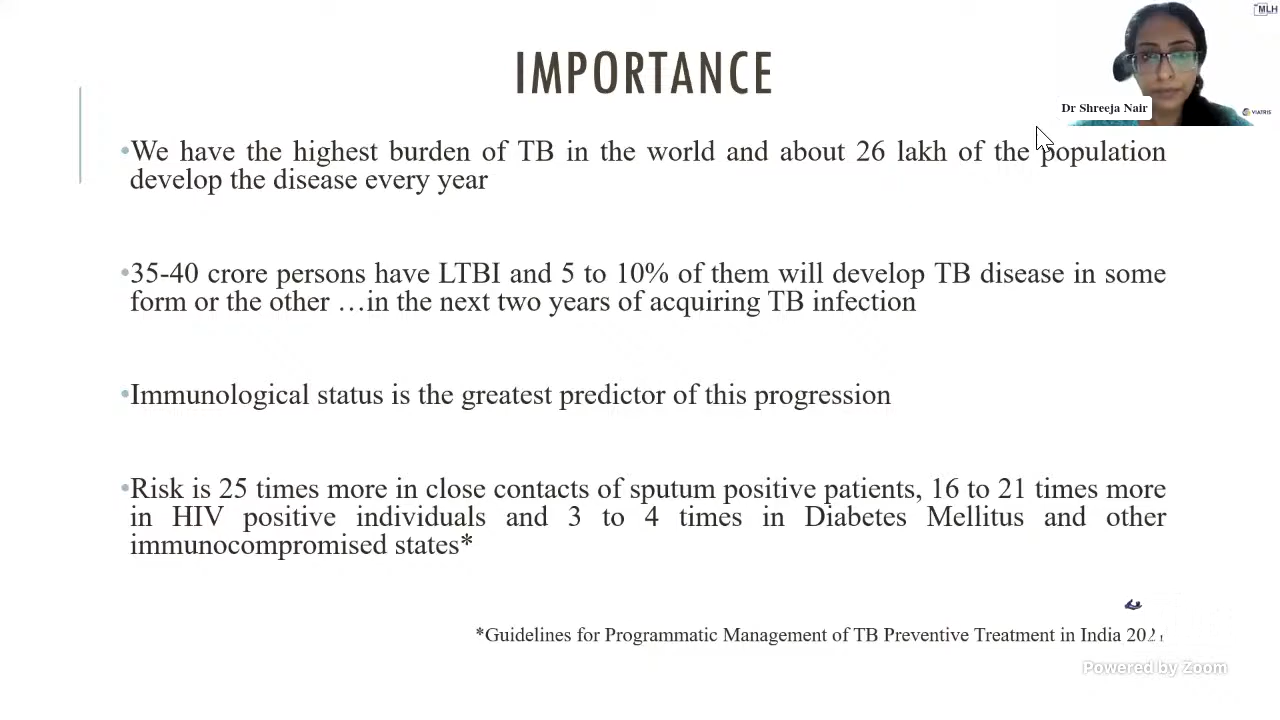 MLH
IMPORTANCE
Dr Shreeja Nair
VIATRIS
•We have the highest burden of TB in the world and about 26 lakh of the population
develop the disease every year
•35-40 crore persons have LTBI and 5 to 10% of them will develop TB disease in some
form or the other …in the next two years of acquiring TB infection
•Immunological status is the greatest predictor of this progression
•Risk is 25 times more in close contacts of sputum positive patients, 16 to 21 times more
in HIV positive individuals and 3 to 4 times in Diabetes Mellitus and other
immunocompromised states*
*Guidelines for Programmatic Management of TB Preventive Treatment in India
Powered by Zoom